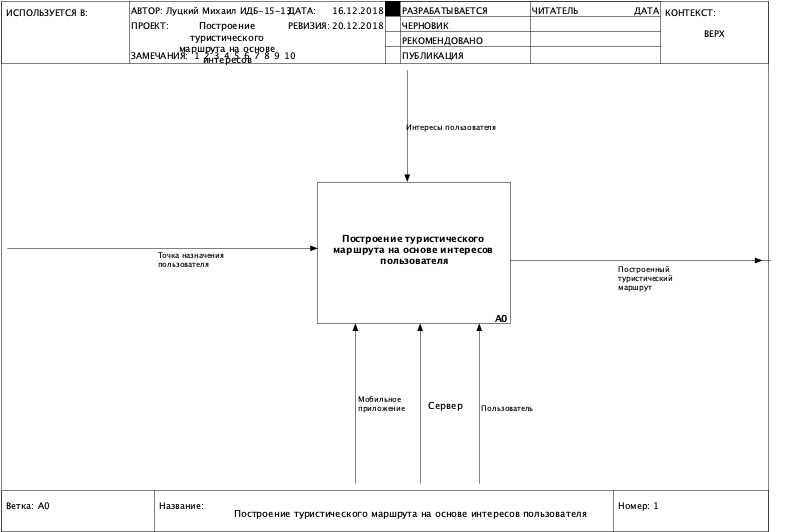 ИСПОЛЬЗУЕТСЯ В:
АВТОР: Луцкий Михаил ИДБ-15-13
ДАТА: 16.12.2018
РАЗРАБАТЫВАЕТСЯ
ЧИТАТЕЛЬ
ДАТА
КОНТЕКСТ:
ПРОЕКТ:
Построение
туристического
маршрута на основе
интересов
РЕВИЗИЯ: 20.12.2018
ЧЕРНОВИК
РЕКОМЕНДОВАНО
ВЕРХ
ЗАМЕЧАНИЯ: 1 2 3 4 5 6 7 8 9 10
ПУБЛИКАЦИЯ
Интересы пользователя
Построение туристического
маршрута на основе интересов
пользователя
A0
Точка назначения
пользователя
Построенный
туристический
маршрут
Мобильное
приложение
Сервер
Пользователь
Ветка: A0
Название:
Построение туристического маршрута на основе интересов пользователя
Номер: 1